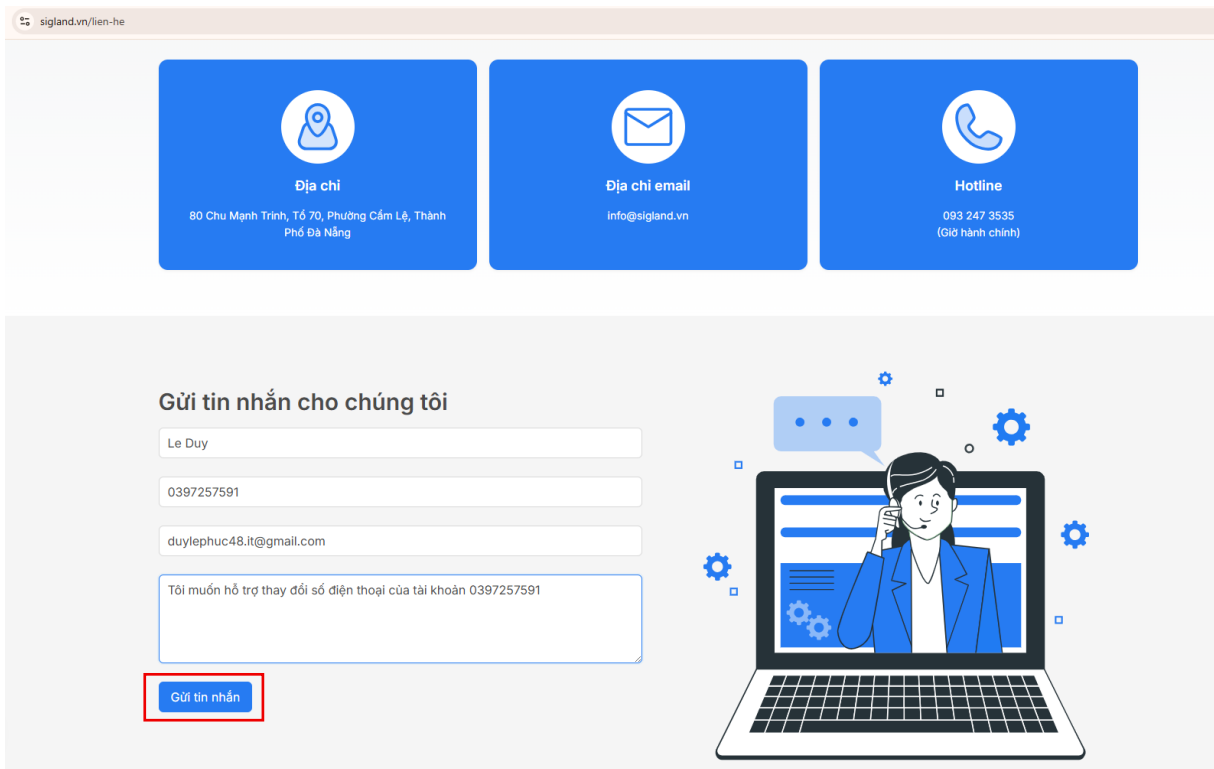 sigland.vn/lien-he
Địa chỉ
80 Chu Mạnh Trinh, Tổ 70, Phường Cẩm Lệ, Thành
Phố Đà Nẵng
Địa chỉ email
info@sigland.vn
Hotline
093 247 3535
(Giờ hành chính)
Gửi tin nhắn cho chúng tôi
Le Duy
0397257591
duylephuc48.it@gmail.com
Tôi muốn hỗ trợ thay đổi số điện thoại của tài khoản 0397257591
Gửi tin nhắn